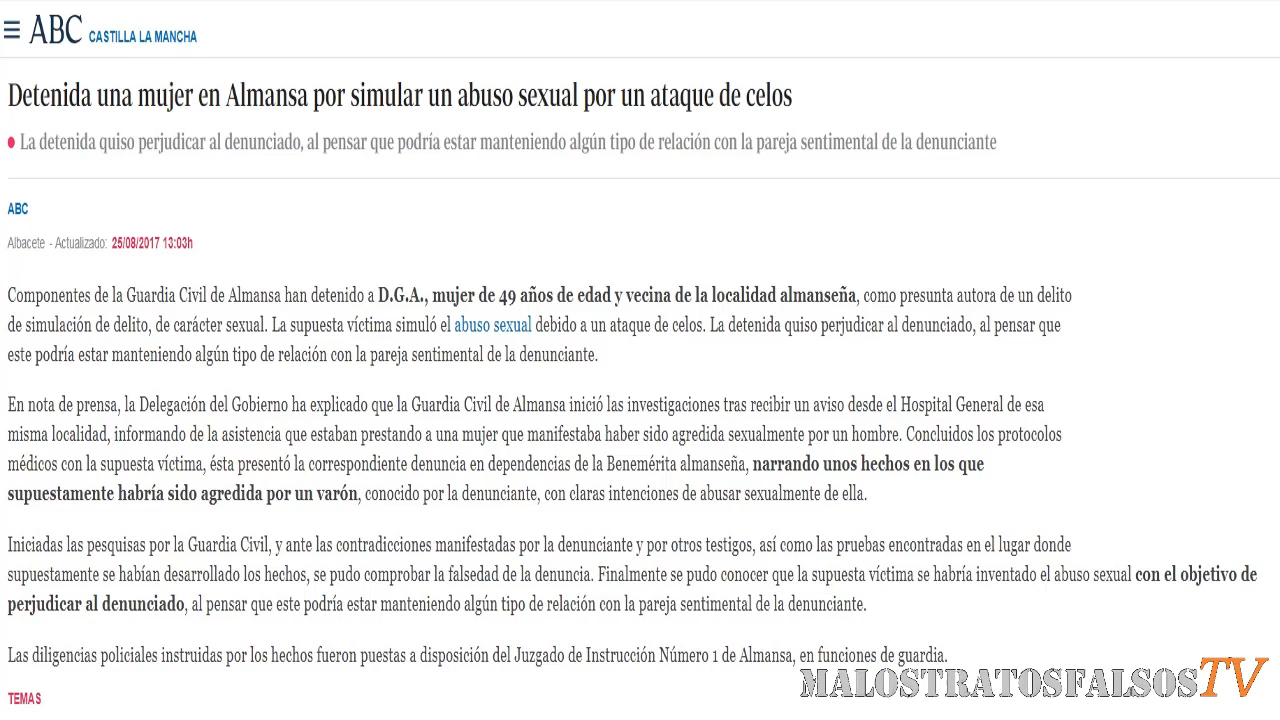 ABC CASTILLA LA MANCHA
Detenida una mujer en Almansa por simular un abuso sexual por un ataque de celos
La detenida quiso perjudicar al denunciado, al pensar que podría estar manteniendo algún tipo de relación con la pareja sentimental de la denunciante
ABC
Albacete - Actualizado: 25/08/2017 13:03h
Componentes de la Guardia Civil de Almansa han detenido a D.G.A., mujer de 49 años de edad y vecina de la localidad almanseña, como presunta autora de un delito
de simulación de delito, de carácter sexual. La supuesta víctima simuló el abuso sexual debido a un ataque de celos. La detenida quiso perjudicar al denunciado, al pensar que
este podría estar manteniendo algún tipo de relación con la pareja sentimental de la denunciante.
En nota de prensa, la Delegación del Gobierno ha explicado que la Guardia Civil de Almansa inició las investigaciones tras recibir un aviso desde el Hospital General de esa
misma localidad, informando de la asistencia que estaban prestando a una mujer que manifestaba haber sido agredida sexualmente por un hombre. Concluidos los protocolos
médicos con la supuesta víctima, ésta presentó la correspondiente denuncia en dependencias de la Benemérita almanseña, narrando unos hechos en los que
supuestamente habría sido agredida por un varón, conocido por la denunciante, con claras intenciones de abusar sexualmente de ella.
Iniciadas las pesquisas por la Guardia Civil, y ante las contradicciones manifestadas por la denunciante y por otros testigos, así como las pruebas encontradas en el lugar donde
supuestamente se habían desarrollado los hechos, se pudo comprobar la falsedad de la denuncia. Finalmente se pudo conocer que la supuesta víctima se habría inventado el abuso sexual con el objetivo de
perjudicar al denunciado, al pensar que este podría estar manteniendo algún tipo de relación con la pareja sentimental de la denunciante.
Las diligencias policiales instruidas por los hechos fueron puestas a disposición del Juzgado de Instrucción Número 1 de Almansa, en funciones de guardia.
MALOSTRATOSFALSOSTV
TEMAS